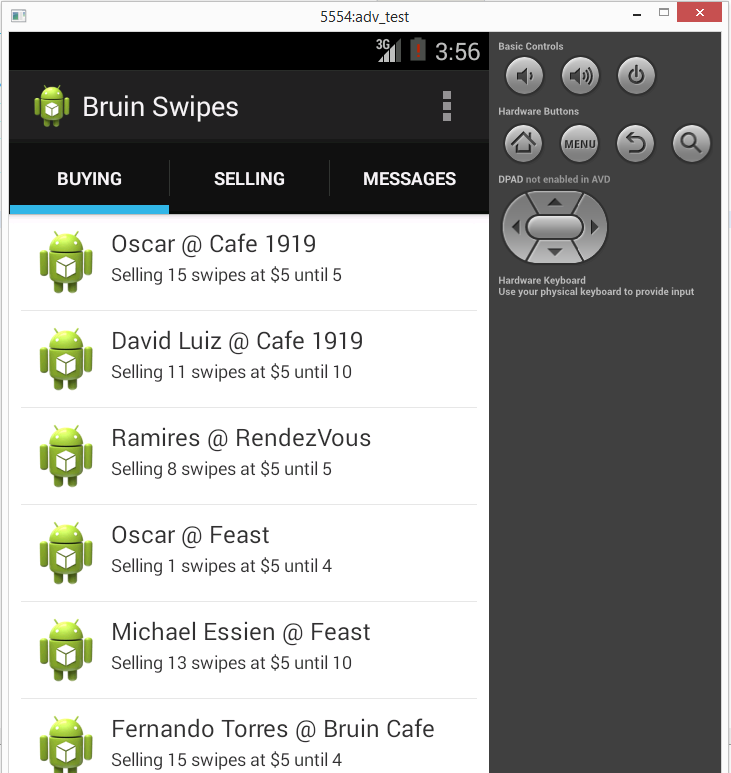 5554:adv_test
3G
3:56
Bruin Swipes
BUYING SELLING MESSAGES
Oscar @ Cafe 1919
Selling 15 swipes at $5 until 5
David Luiz @ Cafe 1919
Selling 11 swipes at $5 until 10
Ramires @ RendezVous
Selling 8 swipes at $5 until 5
Oscar @ Feast
Selling 1 swipes at $5 until 4
Michael Essien @ Feast
Selling 13 swipes at $5 until 10
Fernando Torres @ Bruin Cafe
Selling 15 swipes at $5 until 4
Basic Controls
Hardware Buttons
MENU
DPAD not enabled in AVD
Hardware Keyboard
Use your physical keyboard to provide input